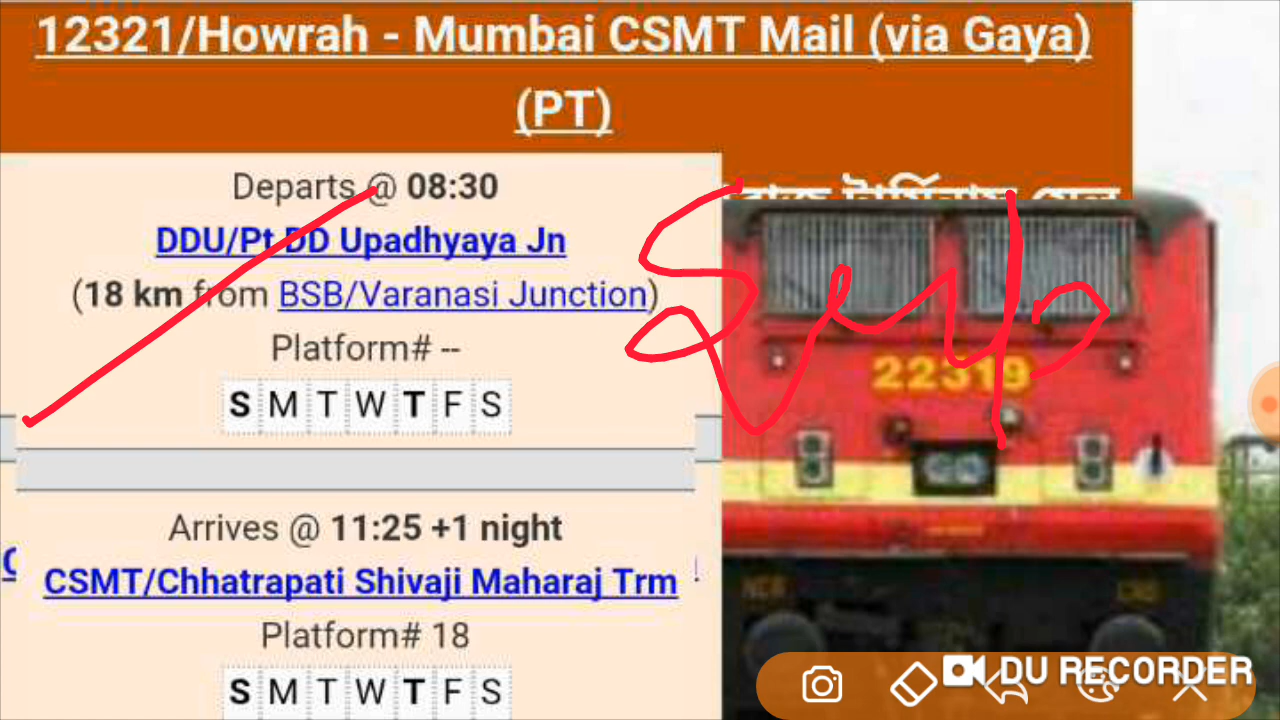 12321/Howrah - Mumbai CSMT Mail (via Gaya)
(PT)
Departs @ 08:30
DDU/Pt DD Upadhyaya Jn
(18 km from BSB/Varanasi Junction)
Platform# --
S M T W T F S
Arrives @ 11:25 +1 night
CSMT/Chhatrapati Shivaji Maharaj Trm
Platform# 18
S M T W T F S
22319
DU RECORDER